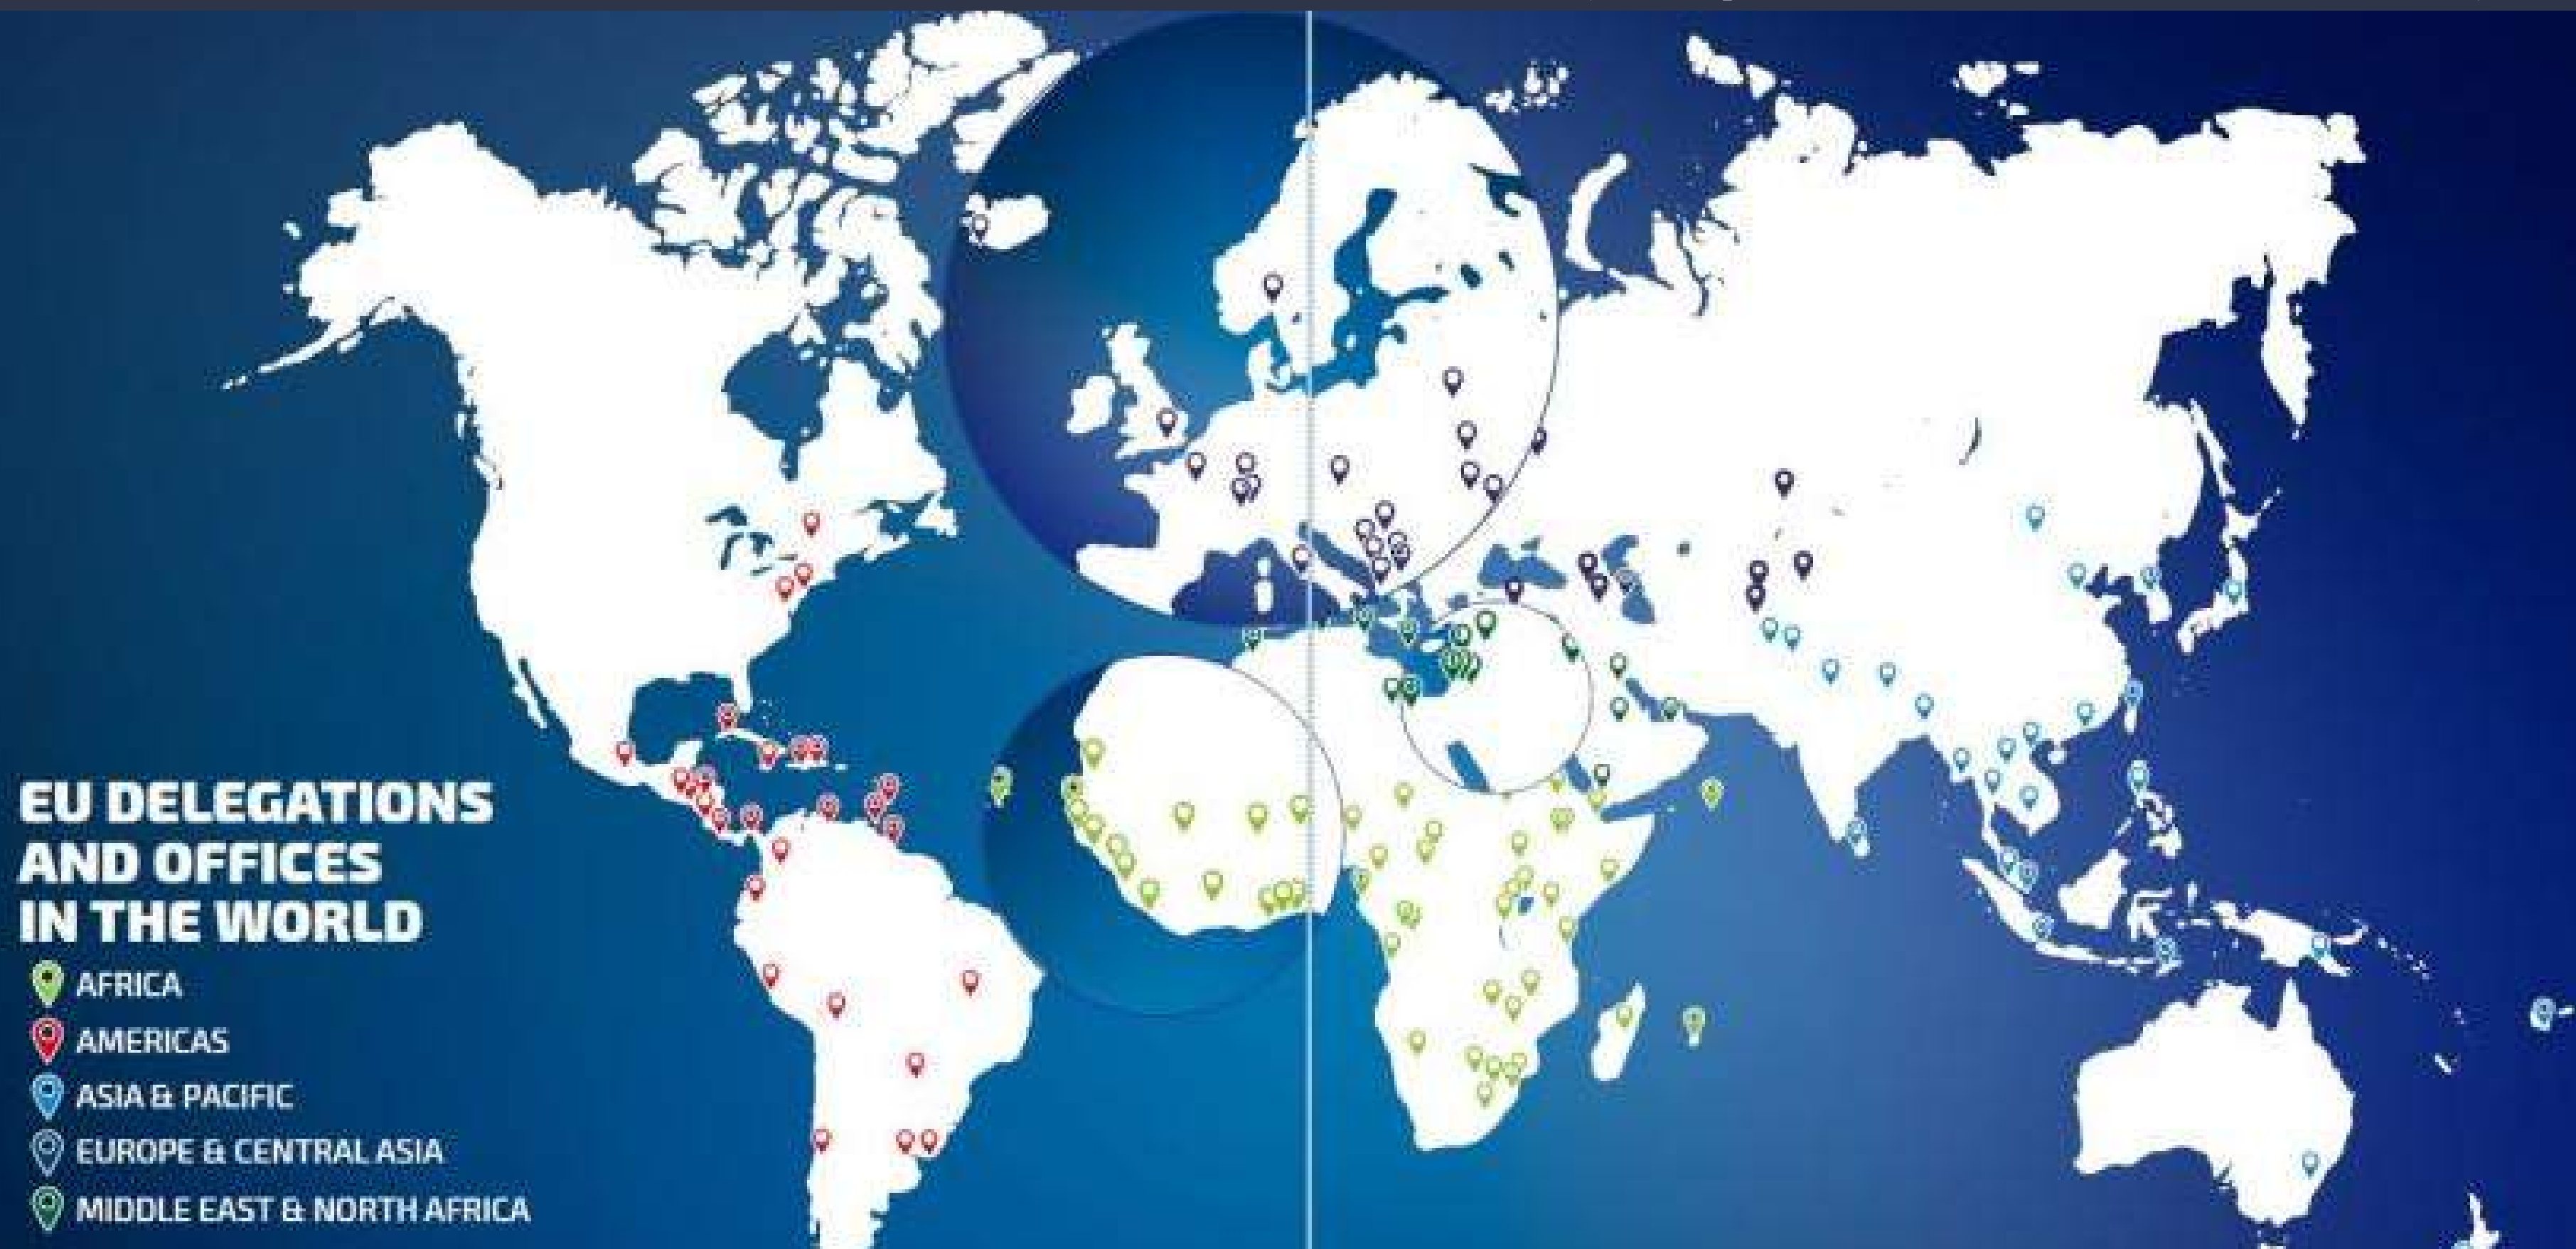 EU DELEGATIONS
AND OFFICES
IN THE WORLD
AFRICA
AMERICAS
ASIA & PACIFIC
EUROPE & CENTRAL ASIA
MIDDLE EAST & NORTH AFRICA